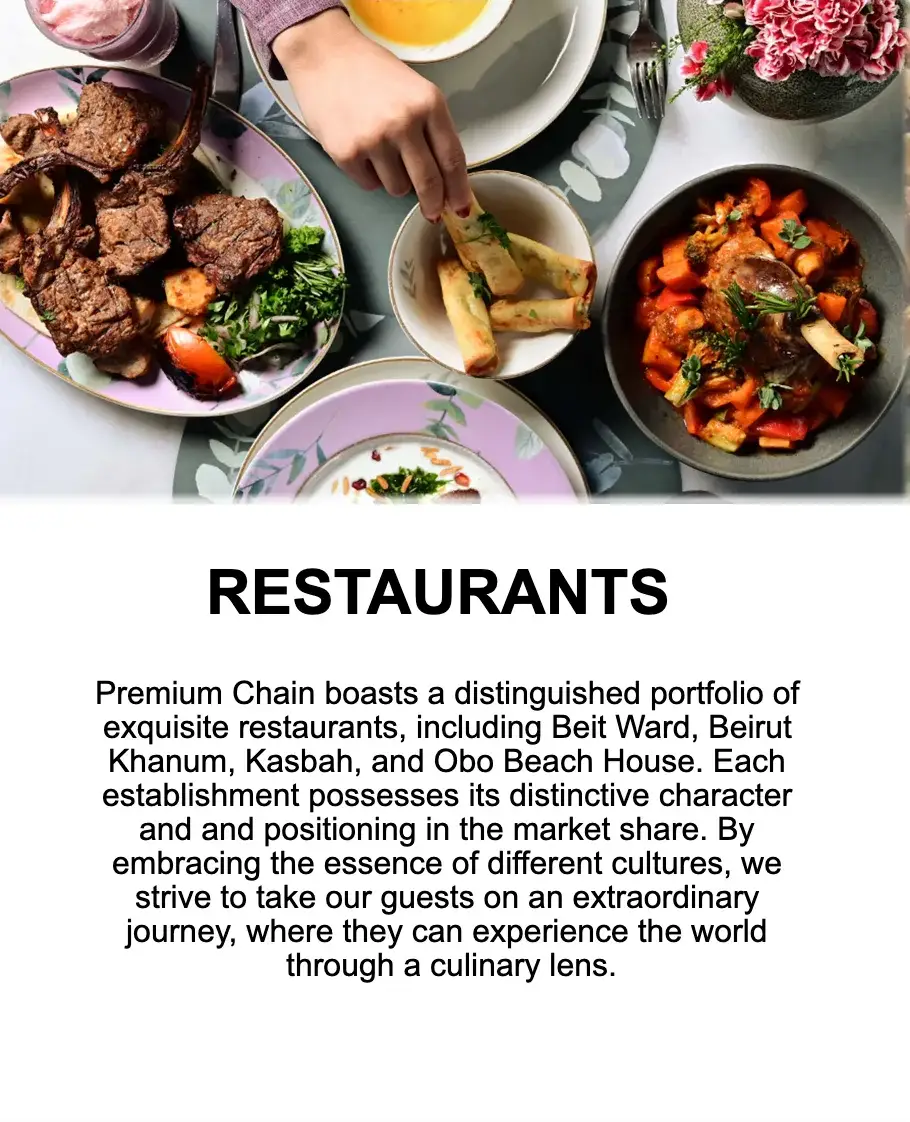 RESTAURANTS
Premium Chain boasts a distinguished portfolio of
exquisite restaurants, including Beit Ward, Beirut
Khanum, Kasbah, and Obo Beach House. Each
establishment possesses its distinctive character
and and positioning in the market share. By
embracing the essence of different cultures, we
strive to take our guests on an extraordinary
journey, where they can experience the world
through a culinary lens.